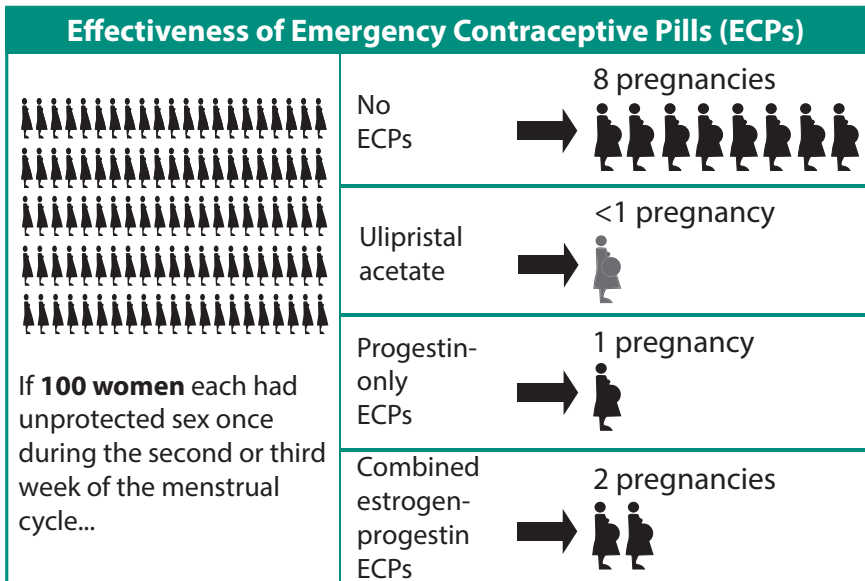 Effectiveness of Emergency Contraceptive Pills (ECPs)
If 100 women each had
unprotected sex once
during the second or third
week of the menstrual
cycle...
No
ECPs
8 pregnancies
Ulipristal
acetate
<1 pregnancy
Progestin-
only
ECPs
1 pregnancy
Combined
estrogen-
progestin
ECPs
2 pregnancies